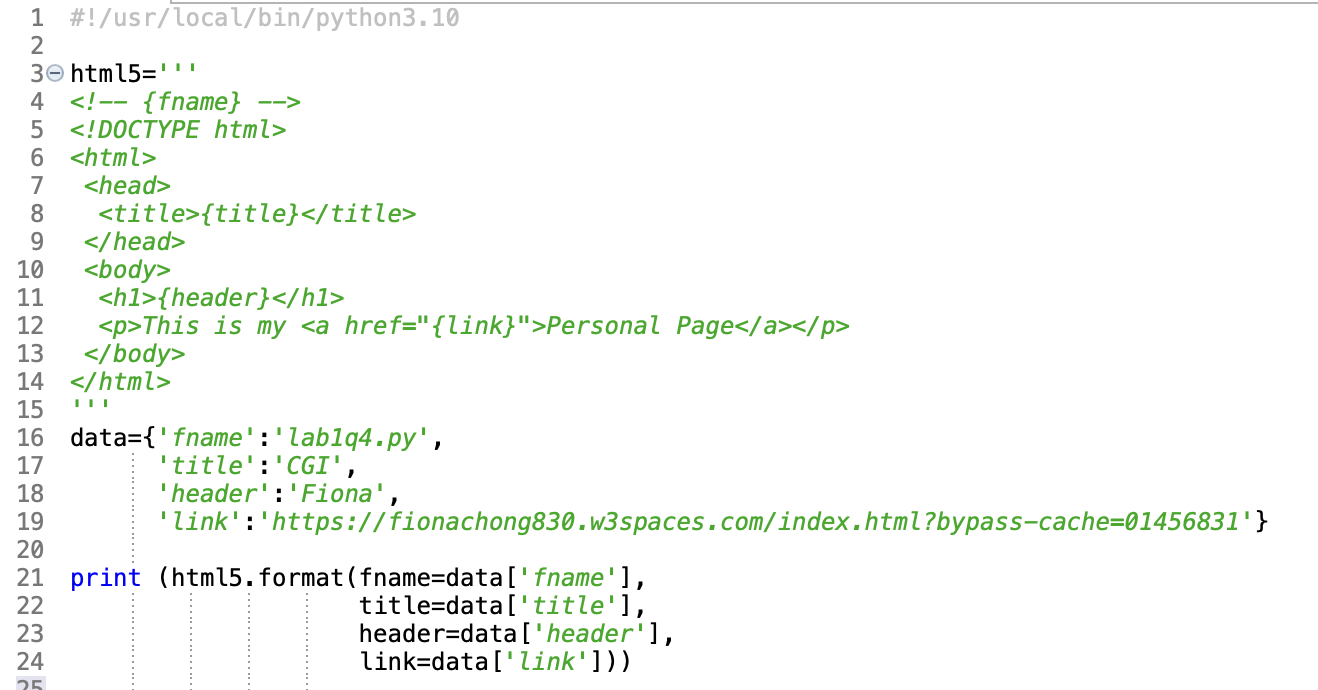 1 #!/usr/local/bin/python3.10
2
3 html5='''
4 <!-- {fname} -->
5 <!DOCTYPE html>
6 <html>
7  <head>
8   <title>{title}</title>
9  </head>
10  <body>
11   <h1>{header}</h1>
12   <p>This is my <a href="{link}">Personal Page</a></p>
13  </body>
14 </html>
15 '''
16 data={'fname':'lab1q4.py',
17       'title':'CGI',
18       'header':'Fiona',
19       'link':'https://fionachong830.w3spaces.com/index.html?bypass-cache=01456831'}
20
21 print (html5.format(fname=data['fname'],
22                     title=data['title'],
23                     header=data['header'],
24                     link=data['link']))
25